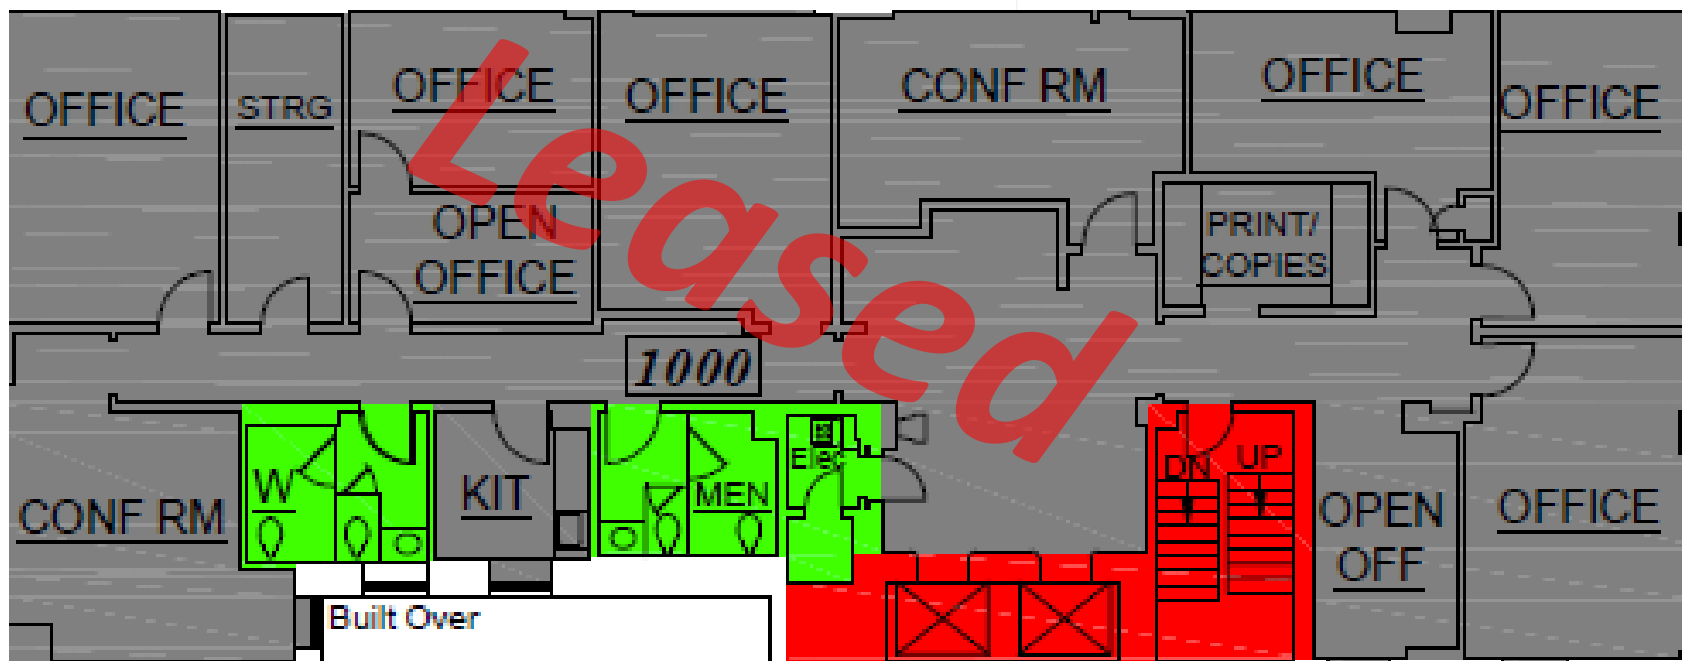 OFFICE
STRG
OFFICE
OFFICE
CONF RM
OFFICE
OFFICE
OPEN
OFFICE
PRINT/
COPIES
Leased
1000
CONF RM
W
KIT
MEN
Elec
DN
UP
OPEN
OFF
OFFICE
Built Over